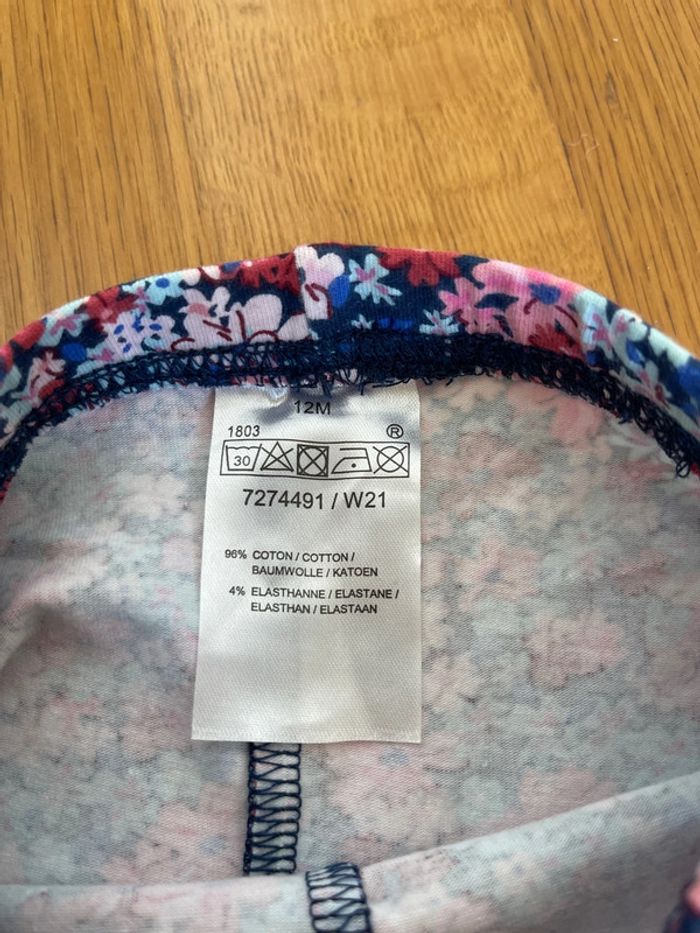 12M
1803 ®
30
7274491 / W21
96% COTON / COTTON /
BAUMWOLLE / KATOEN
4% ELASTHANNE / ELASTANE /
ELASTHAN / ELASTAAN